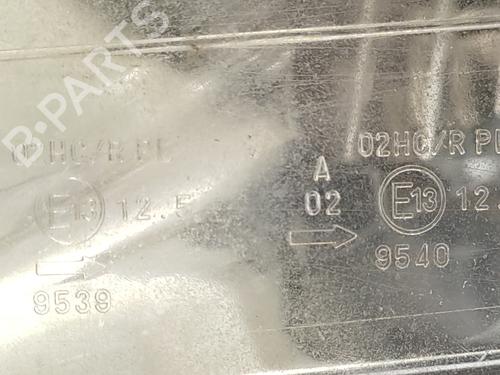 B-PARTS
02HC/R PL
E13 12.5
9539
A
02
02HC/R PL
E13 12.
9540